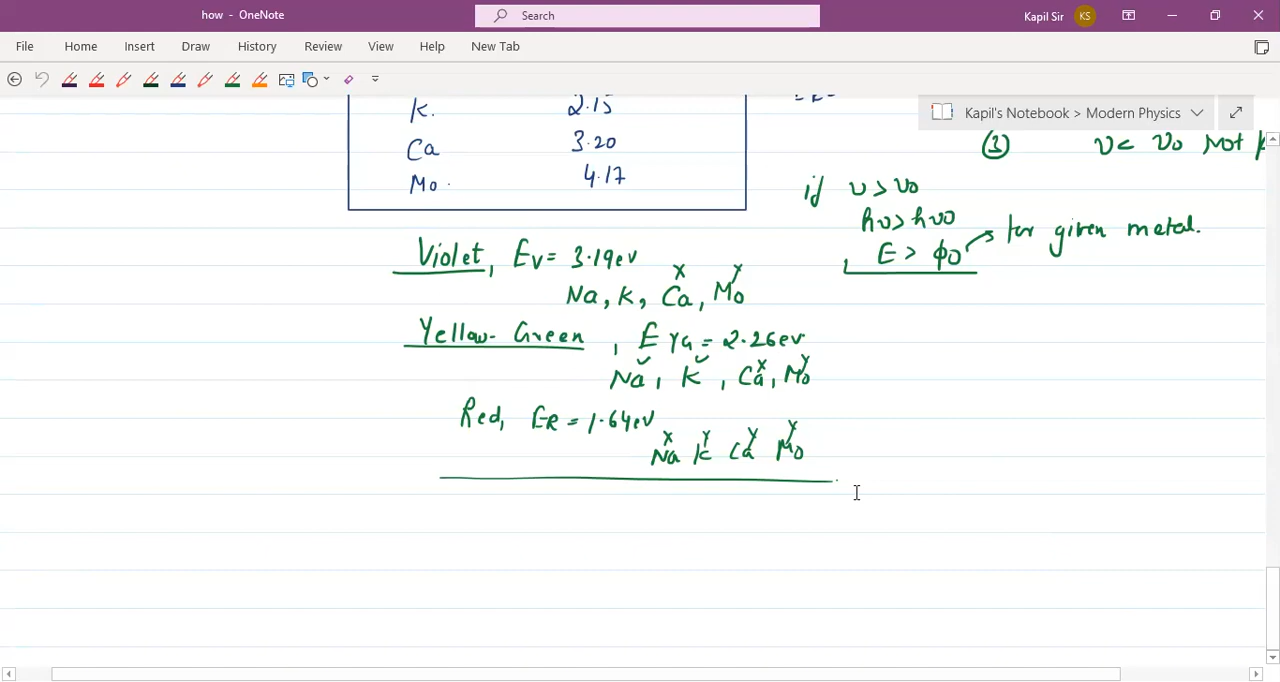 how - OneNote
Search
Kapil Sir KS
File Home Insert Draw History Review View Help New Tab
Kapil's Notebook > Modern Physics
K. 2.15
Ca 3.20
Mo. 4.17
(3) ν< ν0 Not
if ν > ν0
hν > hν0
E > ϕ0 → for given metal.
Violet, EV = 3.19ev
x x
Na, K, Ca, Mo
Yellow-Green, E YG = 2.26ev
✓ ✓ x x
Na, K, Ca, Mo
Red, ER = 1.64ev
x x x x
Na K Ca Mo